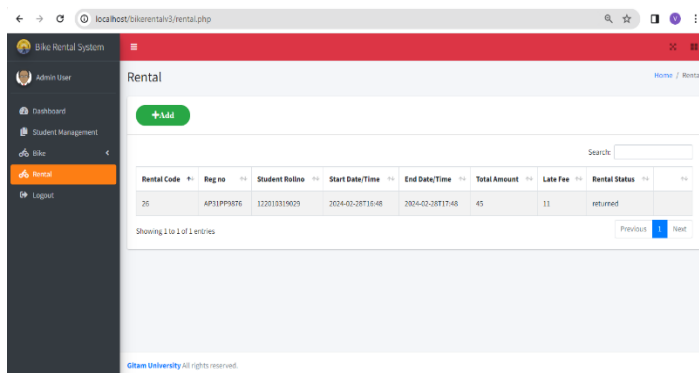 localhost/bikerentalv3/rental.php
V
Bike Rental System
Admin User
Rental
Home / Renta
Dashboard
Student Management
Bike
Rental
Logout
+Add
Search:
Rental Code Reg no Student Rollno Start Date/Time End Date/Time Total Amount Late Fee Rental Status
26 AP31PP9876 122010319029 2024-02-28T16:48 2024-02-28T17:48 45 11 returned
Showing 1 to 1 of 1 entries
Previous 1 Next
Gitam University All rights reserved.